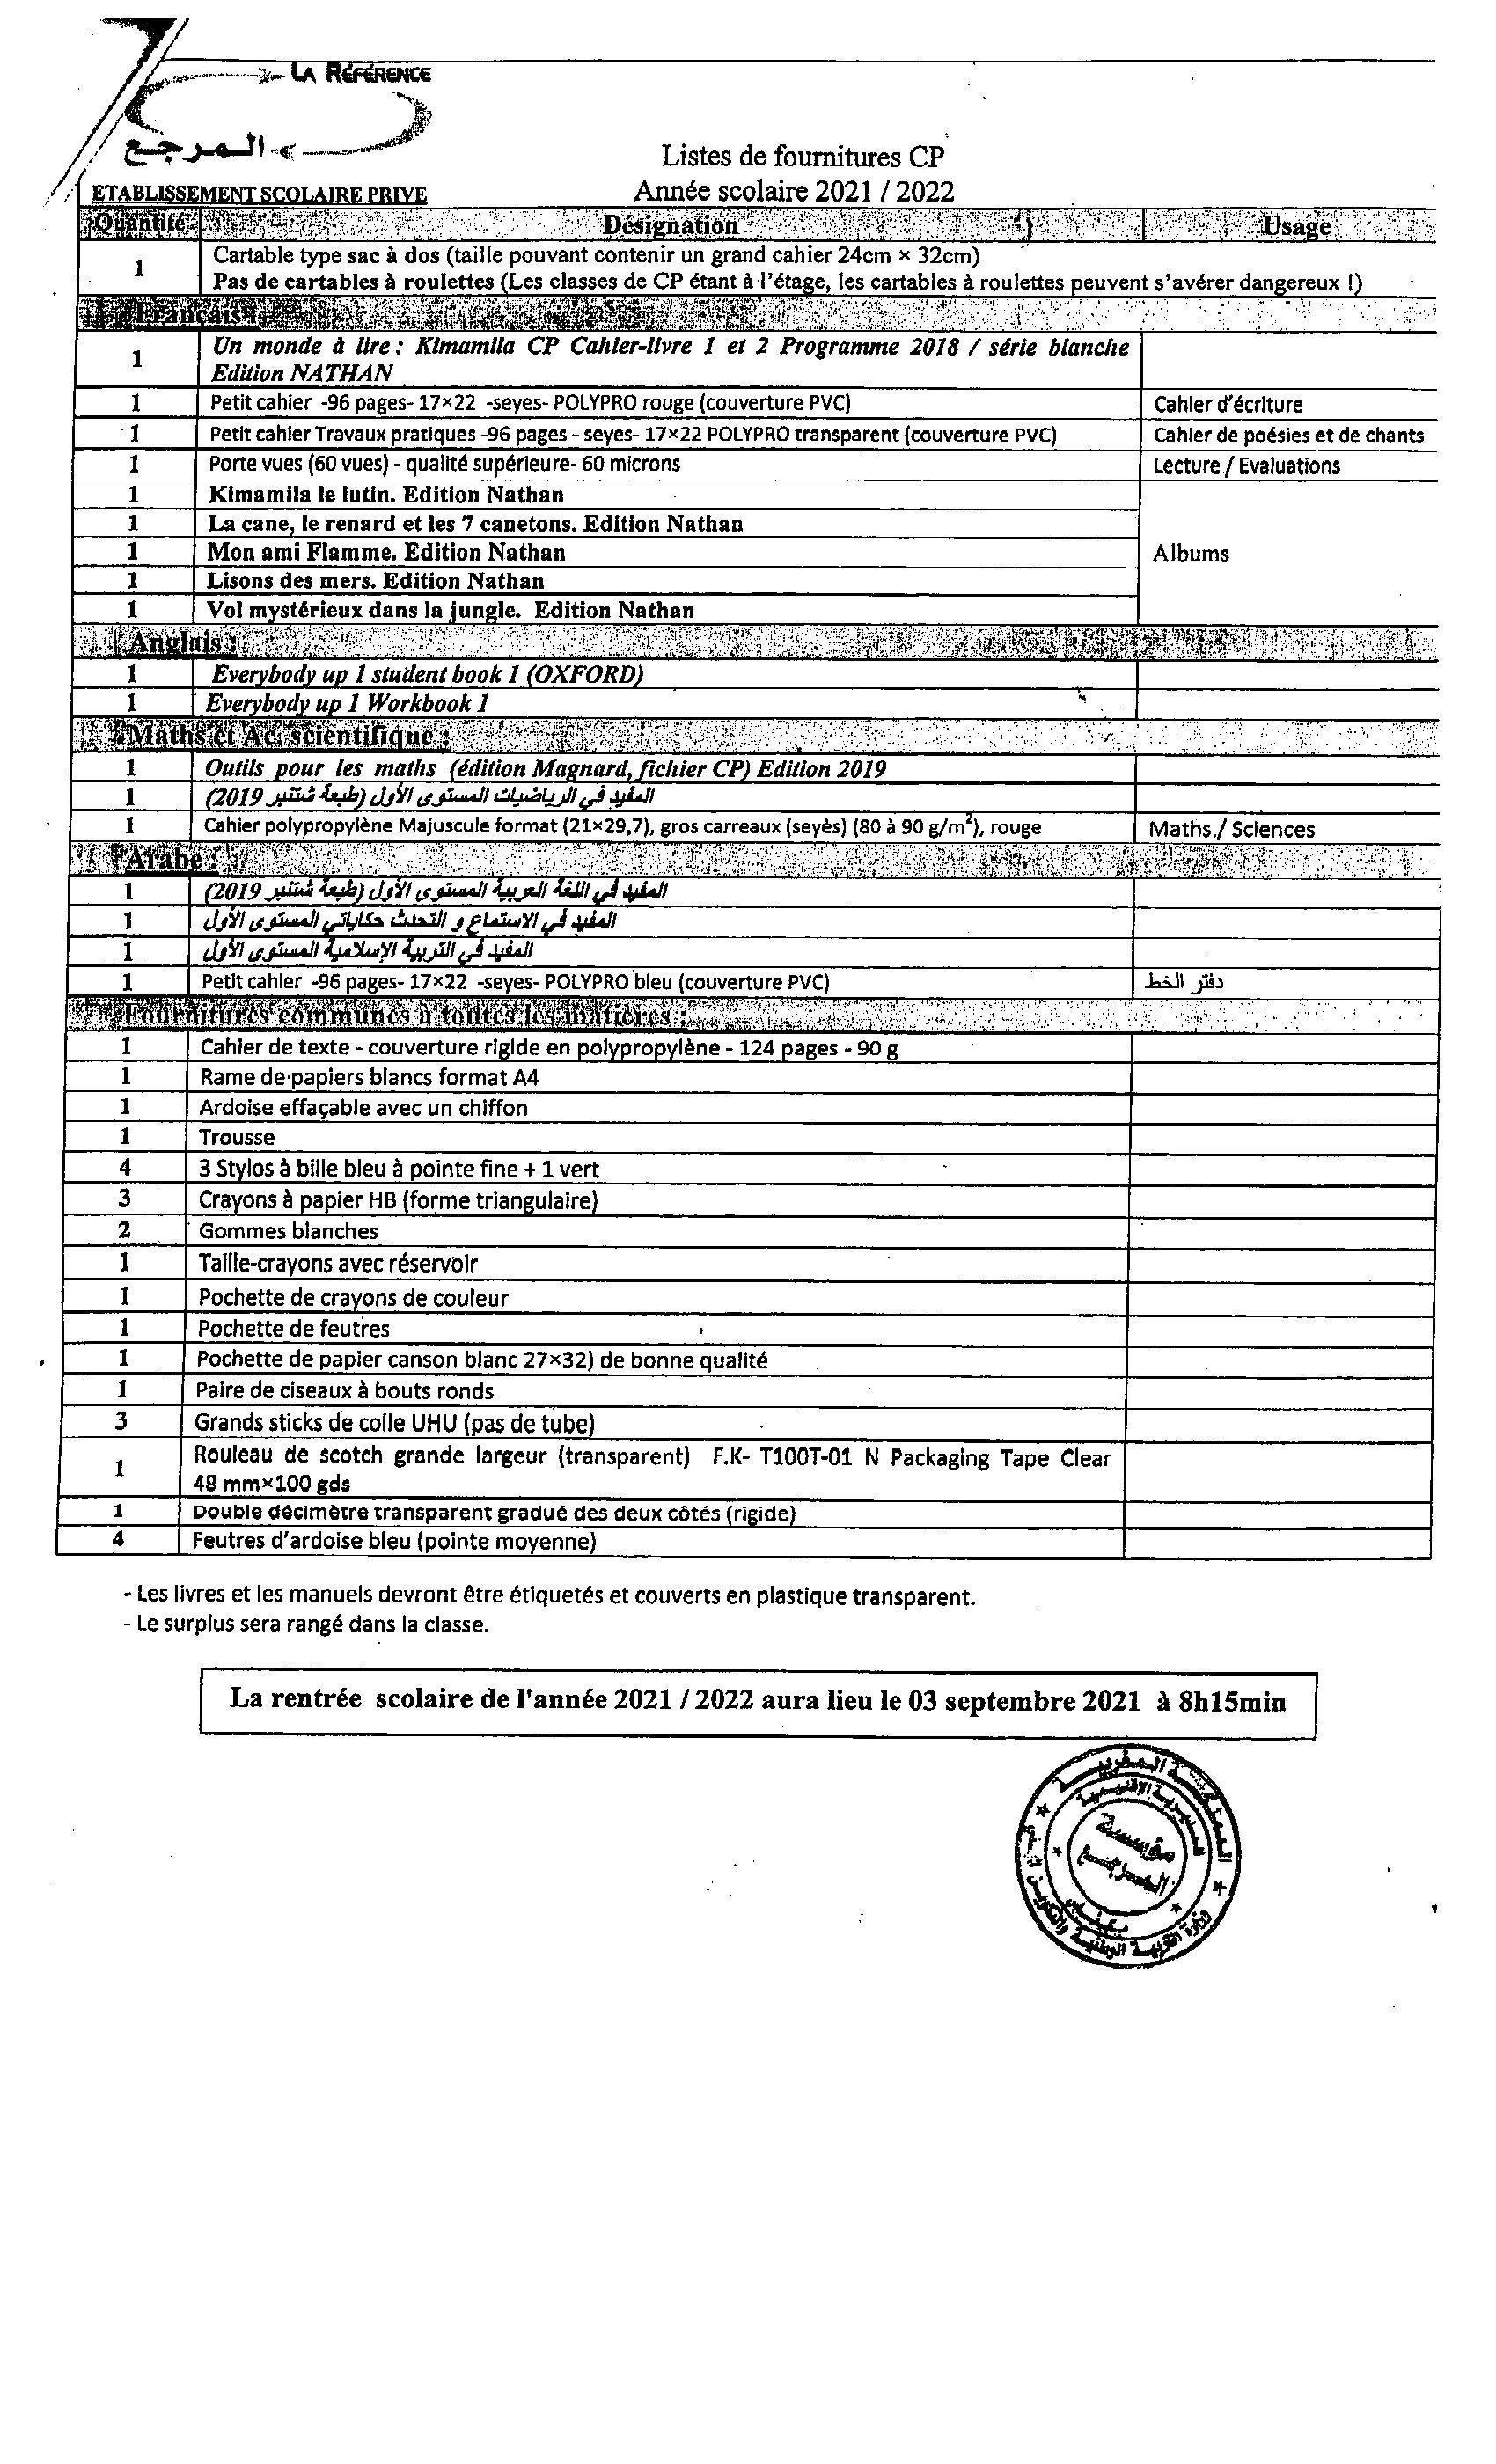 LA RÉFÉRENCE
المرجع
ETABLISSEMENT SCOLAIRE PRIVE
Listes de fournitures CP
Année scolaire 2021 / 2022
Quantité Désignation Usage
1 Cartable type sac à dos (taille pouvant contenir un grand cahier 24cm × 32cm)
Pas de cartables à roulettes (Les classes de CP étant à l'étage, les cartables à roulettes peuvent s'avérer dangereux !)
Français :
1 Un monde à lire : Kimamila CP Cahier-livre 1 et 2 Programme 2018 / série blanche
Edition NATHAN
1 Petit cahier -96 pages- 17×22 -seyes- POLYPRO rouge (couverture PVC) Cahier d'écriture
1 Petit cahier Travaux pratiques -96 pages - seyes- 17×22 POLYPRO transparent (couverture PVC) Cahier de poésies et de chants
1 Porte vues (60 vues) - qualité supérieure- 60 microns Lecture / Evaluations
1 Kimamila le lutin. Edition Nathan
1 La cane, le renard et les 7 canetons. Edition Nathan
1 Mon ami Flamme. Edition Nathan Albums
1 Lisons des mers. Edition Nathan
1 Vol mystérieux dans la jungle. Edition Nathan
Anglais :
1 Everybody up 1 student book 1 (OXFORD)
1 Everybody up 1 Workbook 1
Maths et Ac. scientifique :
1 Outils pour les maths (édition Magnard, fichier CP) Edition 2019
1 المفيد في الرياضيات المستوى الأول (طبعة شتنبر 2019)
1 Cahier polypropylène Majuscule format (21×29,7), gros carreaux (seyès) (80 à 90 g/m²), rouge Maths./ Sciences
Arabe :
1 المفيد في اللغة العربية المستوى الأول (طبعة شتنبر 2019)
1 المفيد في الاستماع و التحدث حكاياتي المستوى الأول
1 المفيد في التربية الإسلامية المستوى الأول
1 Petit cahier -96 pages- 17×22 -seyes- POLYPRO bleu (couverture PVC) دفتر الخط
Fournitures communes à toutes les matières :
1 Cahier de texte - couverture rigide en polypropylène - 124 pages - 90 g
1 Rame de papiers blancs format A4
1 Ardoise effaçable avec un chiffon
1 Trousse
4 3 Stylos à bille bleu à pointe fine + 1 vert
3 Crayons à papier HB (forme triangulaire)
2 Gommes blanches
1 Taille-crayons avec réservoir
1 Pochette de crayons de couleur
1 Pochette de feutres
1 Pochette de papier canson blanc 27×32) de bonne qualité
1 Paire de ciseaux à bouts ronds
3 Grands sticks de colle UHU (pas de tube)
1 Rouleau de scotch grande largeur (transparent) F.K- T100T-01 N Packaging Tape Clear
48 mm×100 gds
1 Double décimètre transparent gradué des deux côtés (rigide)
4 Feutres d'ardoise bleu (pointe moyenne)
- Les livres et les manuels devront être étiquetés et couverts en plastique transparent.
- Le surplus sera rangé dans la classe.
La rentrée scolaire de l'année 2021 / 2022 aura lieu le 03 septembre 2021 à 8h15min
المملكة المغربية
المديرية الإقليمية
مؤسسة
المرجع